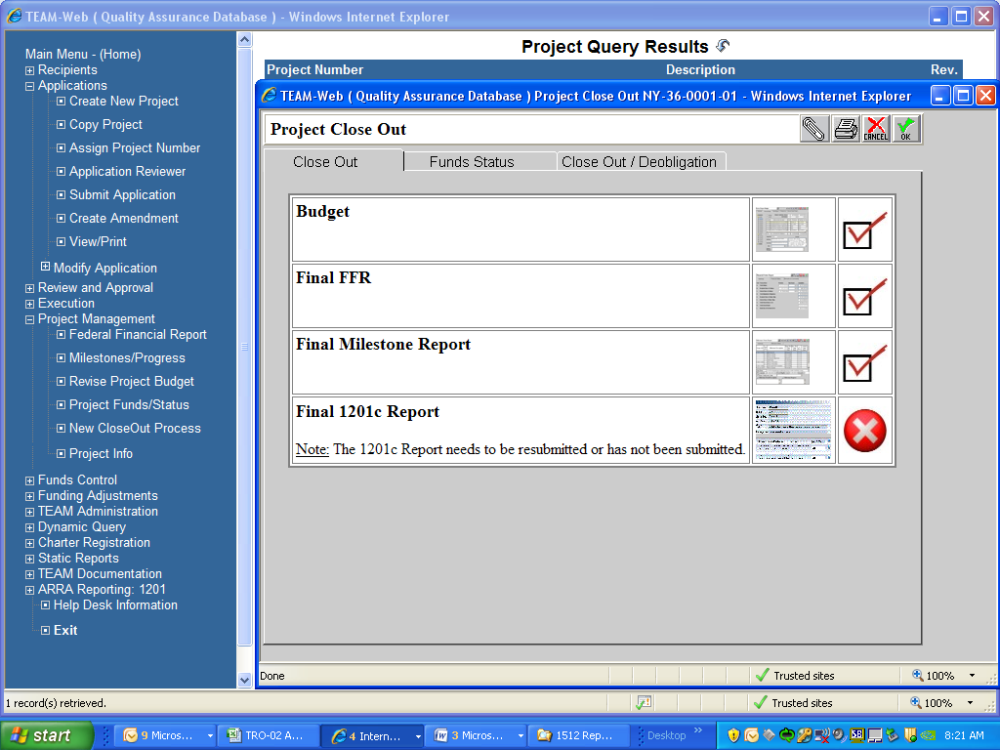 TEAM-Web ( Quality Assurance Database ) - Windows Internet Explorer
Main Menu - (Home)
Recipients
Applications
Create New Project
Copy Project
Assign Project Number
Application Reviewer
Submit Application
Create Amendment
View/Print
Modify Application
Review and Approval
Execution
Project Management
Federal Financial Report
Milestones/Progress
Revise Project Budget
Project Funds/Status
New CloseOut Process
Project Info
Funds Control
Funding Adjustments
TEAM Administration
Dynamic Query
Charter Registration
Static Reports
TEAM Documentation
ARRA Reporting: 1201
Help Desk Information
Exit
Project Query Results
Project Number Description Rev.
TEAM-Web ( Quality Assurance Database ) Project Close Out NY-36-0001-01 - Windows Internet Explorer
Project Close Out
CANCEL OK
Close Out Funds Status Close Out / Deobligation
Budget
Final FFR
Final Milestone Report
Final 1201c Report
Note: The 1201c Report needs to be resubmitted or has not been submitted.
Done Trusted sites 100%
1 record(s) retrieved. Trusted sites 100%
start 9 Micros... TRO-02 A... 4 Intern... 3 Micros... 1512 Rep... Desktop » 8:21 AM